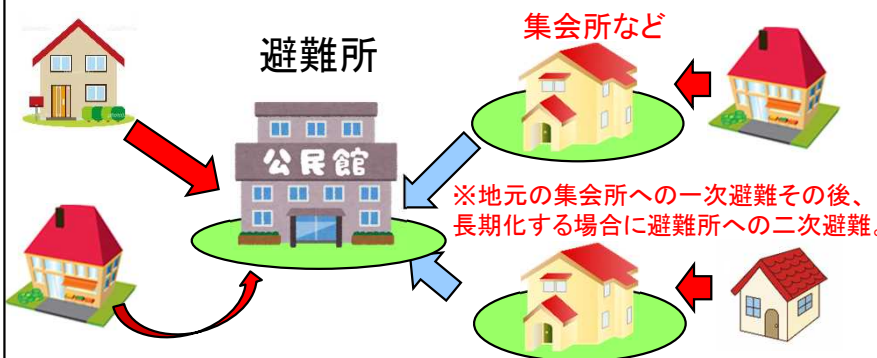 集会所など
避難所
公民館
※地元の集会所への一次避難その後、
長期化する場合に避難所への二次避難。